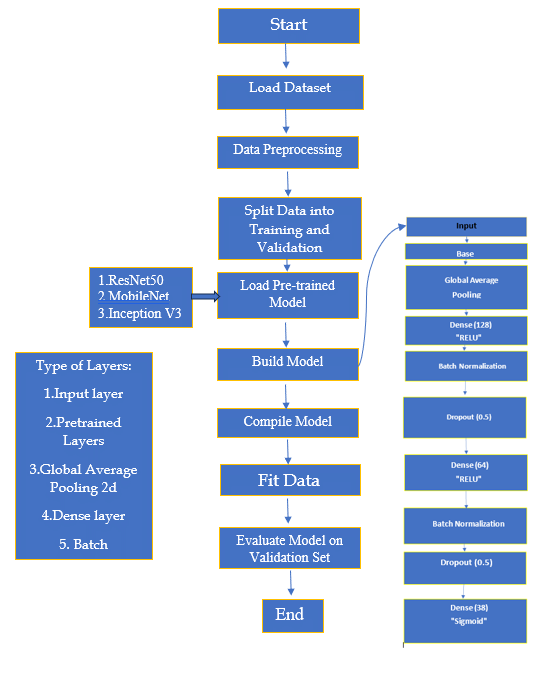 Start
Load Dataset
Data Preprocessing
Split Data into
Training and
Validation
1.ResNet50
2.MobileNet
3.Inception V3
Load Pre-trained
Model
Build Model
Compile Model
Fit Data
Evaluate Model on
Validation Set
End
Type of Layers:
1.Input layer
2.Pretrained
Layers
3.Global Average
Pooling 2d
4.Dense layer
5. Batch
Input
Base
Global Average
Pooling
Dense (128)
"RELU"
Batch Normalization
Dropout (0.5)
Dense (64)
"RELU"
Batch Normalization
Dropout (0.5)
Dense (38)
"Sigmoid"